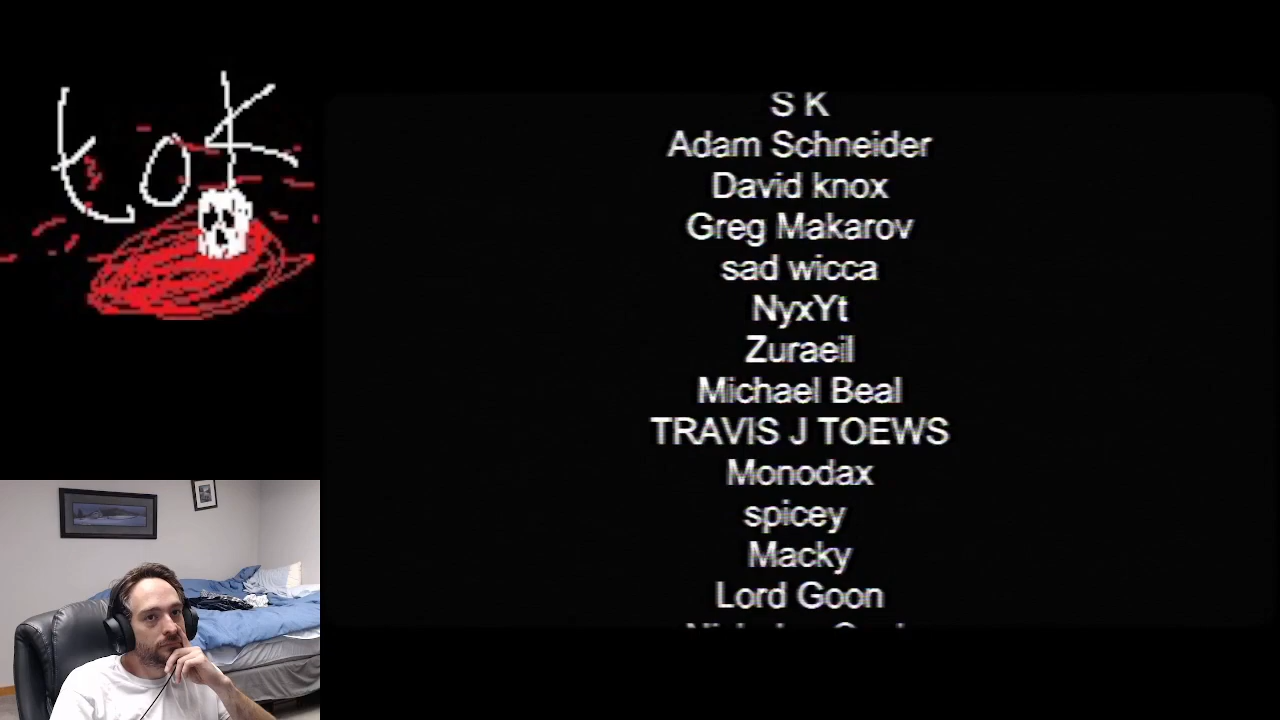 tok
S K
Adam Schneider
David knox
Greg Makarov
sad wicca
NyxYt
Zuraeil
Michael Beal
TRAVIS J TOEWS
Monodax
spicey
Macky
Lord Goon